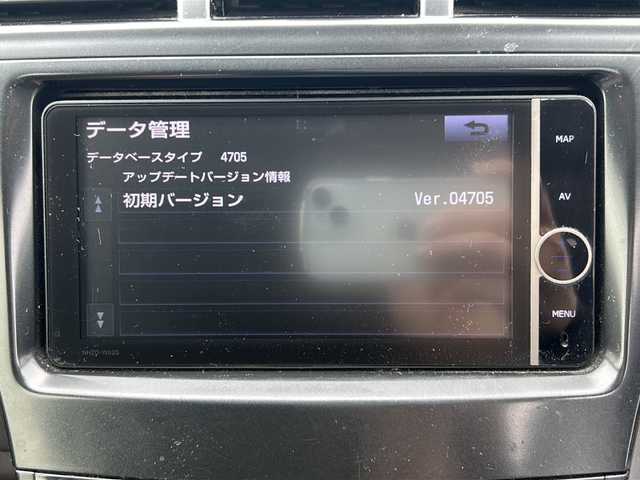 データ管理
データベースタイプ 4705
アップデートバージョン情報
初期バージョン Ver.04705
MAP
AV
MENU